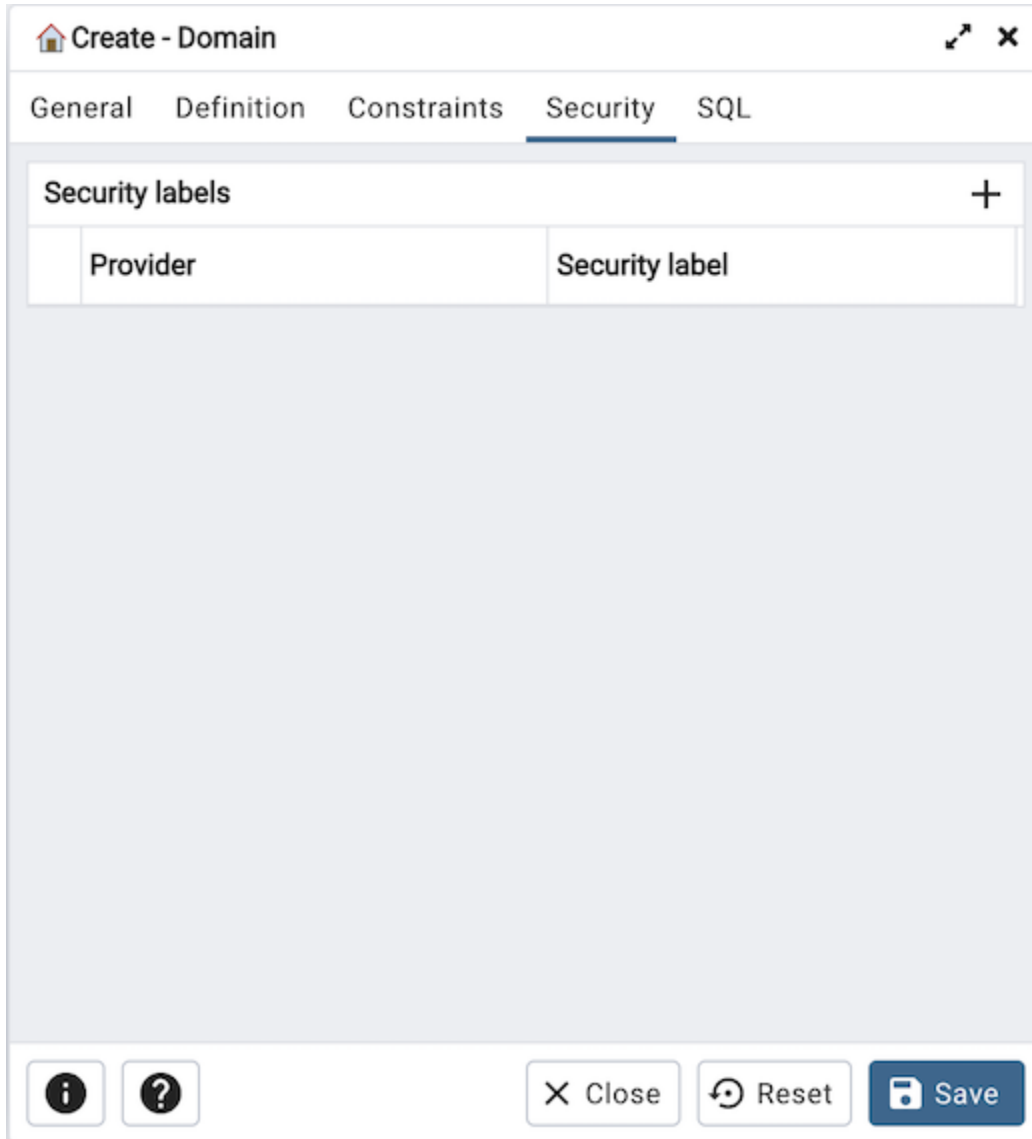 Create - Domain
General Definition Constraints Security SQL
Security labels
Provider Security label
Close Reset Save